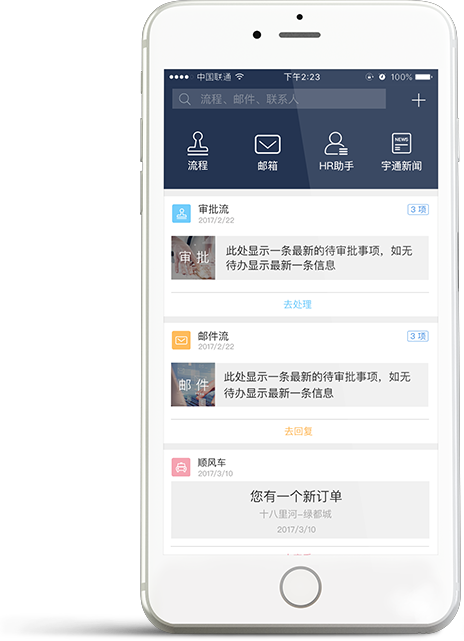 中国联通 下午2:23 100%
流程、邮件、联系人
流程 邮箱 HR助手 宇通新闻
NEWS
审批流 3 项
2017/2/22
审 批
此处显示一条最新的待审批事项，如无
待办显示最新一条信息
去处理
邮件流 3 项
2017/2/22
邮 件
此处显示一条最新的待审批事项，如无
待办显示最新一条信息
去回复
顺风车
2017/3/10
您有一个新订单
十八里河-绿都城
2017/3/10